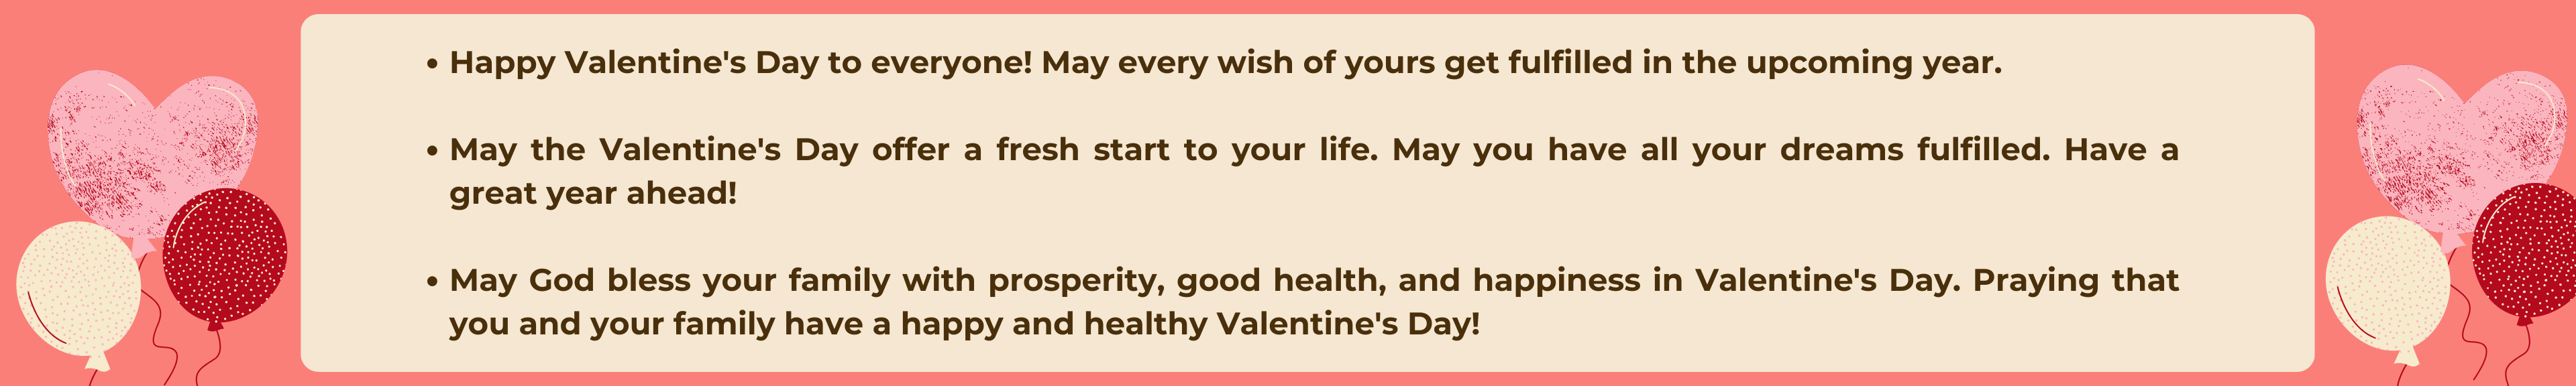 • Happy Valentine's Day to everyone! May every wish of yours get fulfilled in the upcoming year.
• May the Valentine's Day offer a fresh start to your life. May you have all your dreams fulfilled. Have a
great year ahead!
• May God bless your family with prosperity, good health, and happiness in Valentine's Day. Praying that
you and your family have a happy and healthy Valentine's Day!